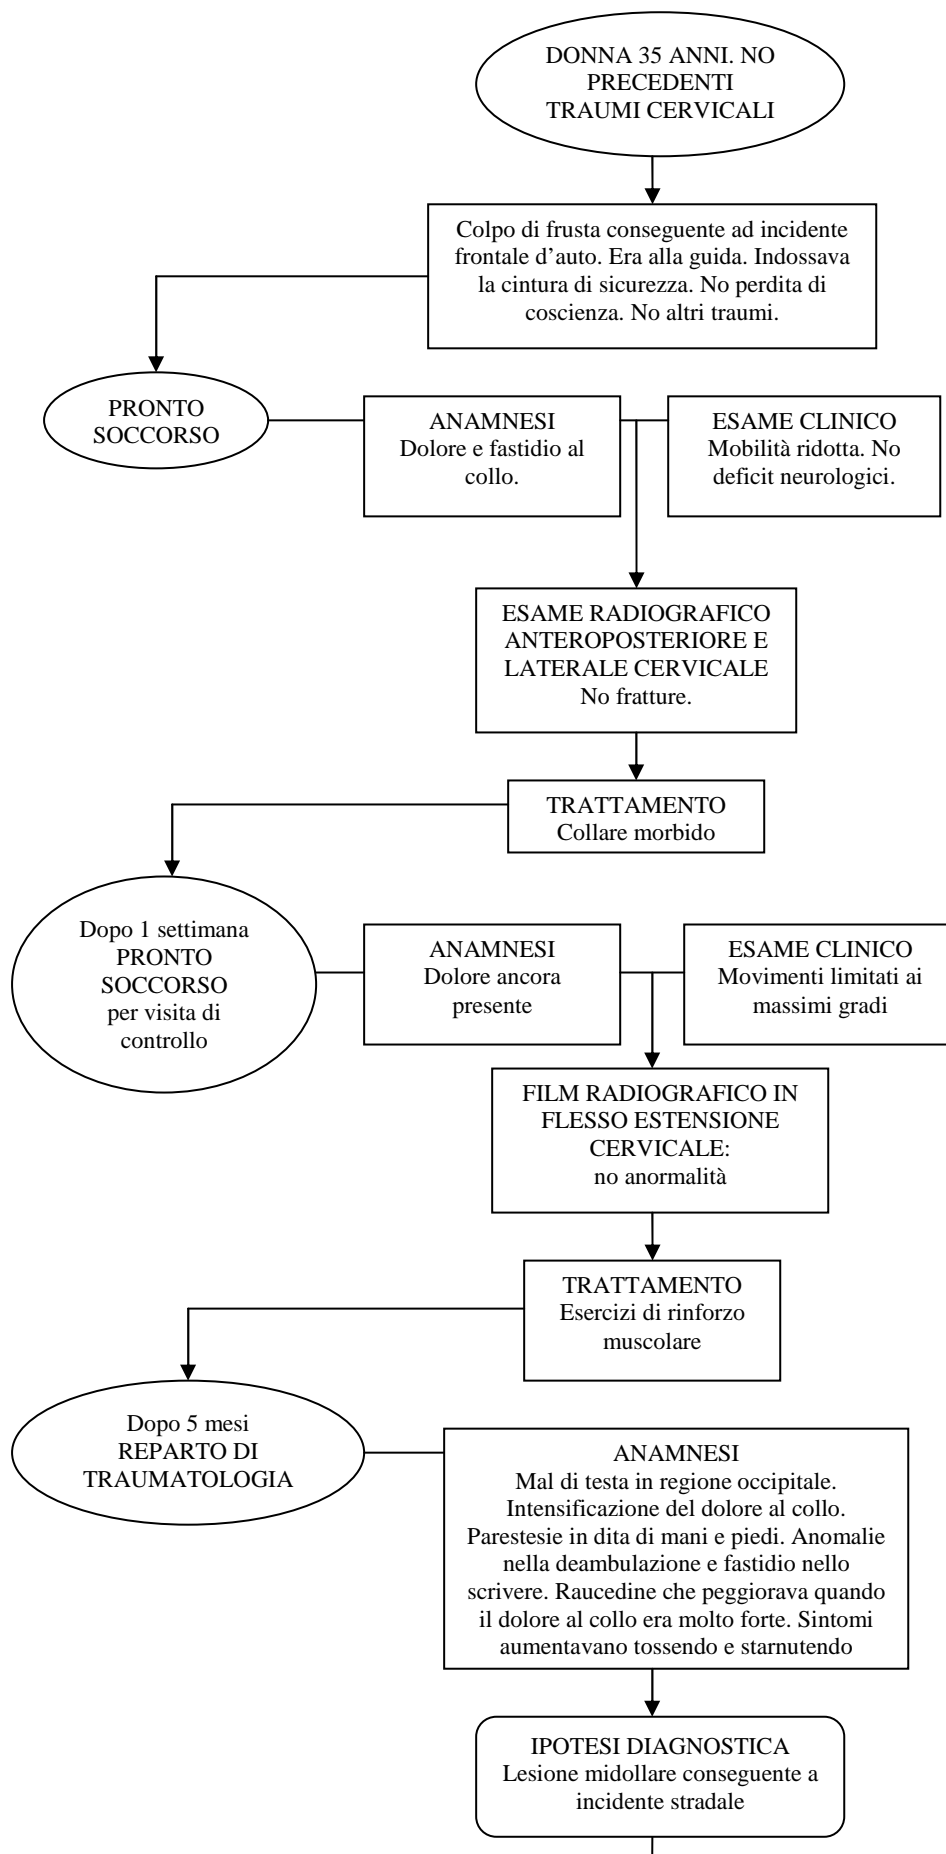 DONNA 35 ANNI. NO
PRECEDENTI
TRAUMI CERVICALI
Colpo di frusta conseguente ad incidente
frontale d'auto. Era alla guida. Indossava
la cintura di sicurezza. No perdita di
coscienza. No altri traumi.
PRONTO
SOCCORSO
ANAMNESI
Dolore e fastidio al
collo.
ESAME CLINICO
Mobilità ridotta. No
deficit neurologici.
ESAME RADIOGRAFICO
ANTEROPOSTERIORE E
LATERALE CERVICALE
No fratture.
TRATTAMENTO
Collare morbido
Dopo 1 settimana
PRONTO
SOCCORSO
per visita di
controllo
ANAMNESI
Dolore ancora
presente
ESAME CLINICO
Movimenti limitati ai
massimi gradi
FILM RADIOGRAFICO IN
FLESSO ESTENSIONE
CERVICALE:
no anormalità
TRATTAMENTO
Esercizi di rinforzo
muscolare
Dopo 5 mesi
REPARTO DI
TRAUMATOLOGIA
ANAMNESI
Mal di testa in regione occipitale.
Intensificazione del dolore al collo.
Parestesie in dita di mani e piedi. Anomalie
nella deambulazione e fastidio nello
scrivere. Raucedine che peggiorava quando
il dolore al collo era molto forte. Sintomi
aumentavano tossendo e starnutendo
IPOTESI DIAGNOSTICA
Lesione midollare conseguente a
incidente stradale